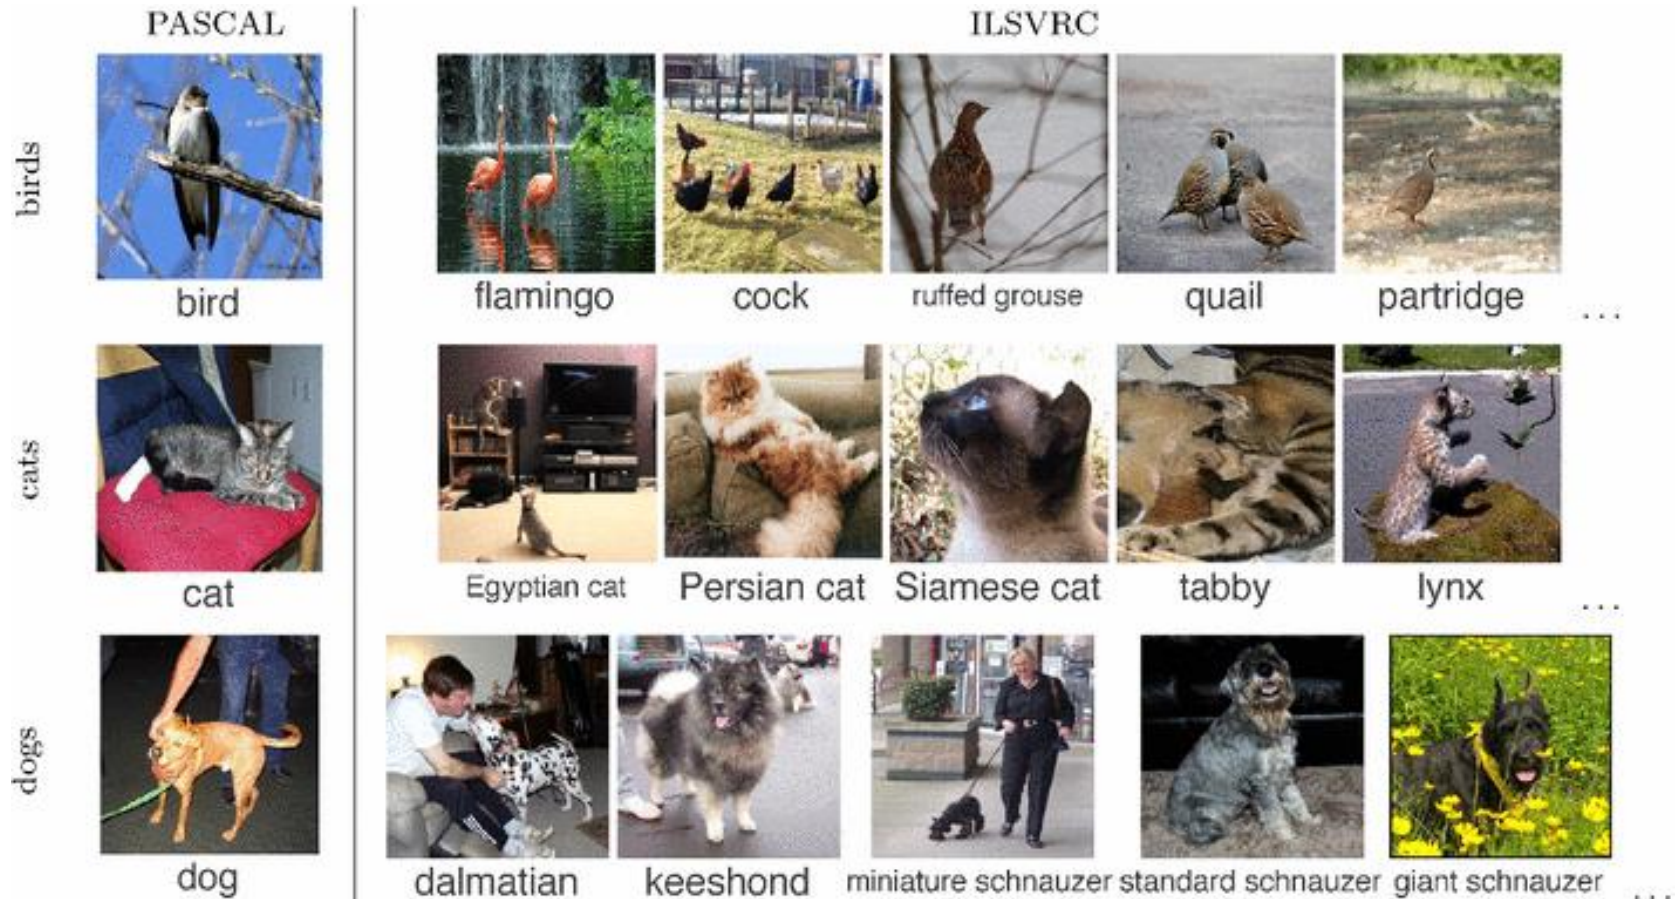 PASCAL
ILSVRC
birds
bird
flamingo
cock
ruffed grouse
quail
partridge
...
cats
cat
Egyptian cat
Persian cat
Siamese cat
tabby
lynx
...
dogs
dog
dalmatian
keeshond
miniature schnauzer
standard schnauzer
giant schnauzer
...